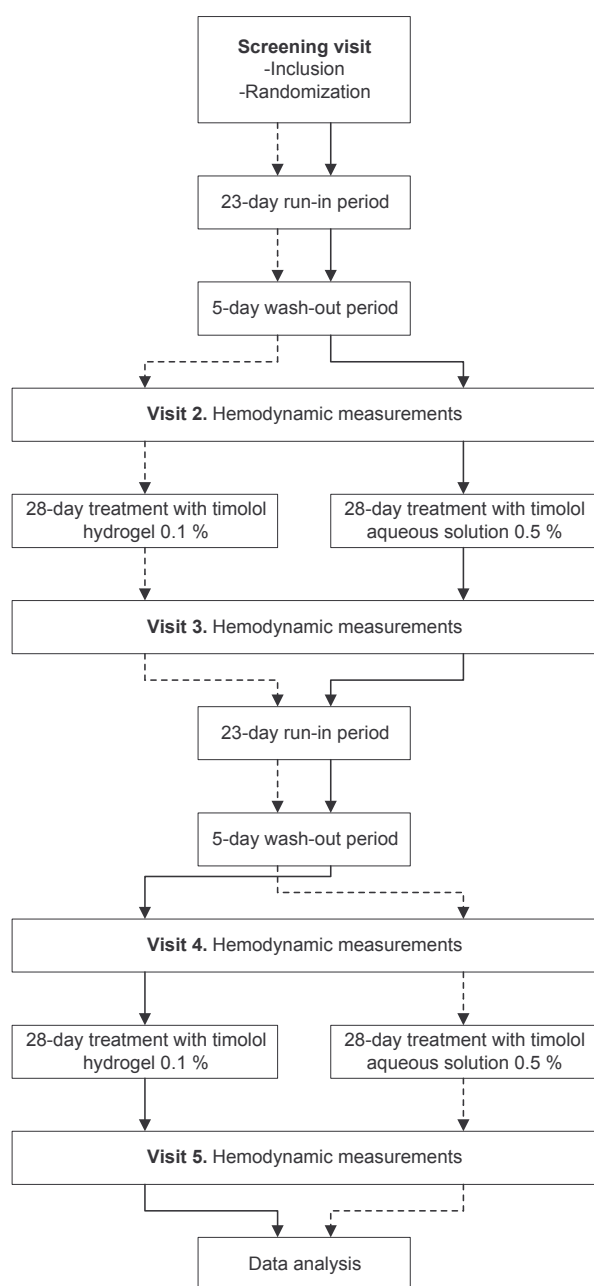 Screening visit
-Inclusion
-Randomization
23-day run-in period
5-day wash-out period
Visit 2. Hemodynamic measurements
28-day treatment with timolol
hydrogel 0.1 %
28-day treatment with timolol
aqueous solution 0.5 %
Visit 3. Hemodynamic measurements
23-day run-in period
5-day wash-out period
Visit 4. Hemodynamic measurements
28-day treatment with timolol
hydrogel 0.1 %
28-day treatment with timolol
aqueous solution 0.5 %
Visit 5. Hemodynamic measurements
Data analysis